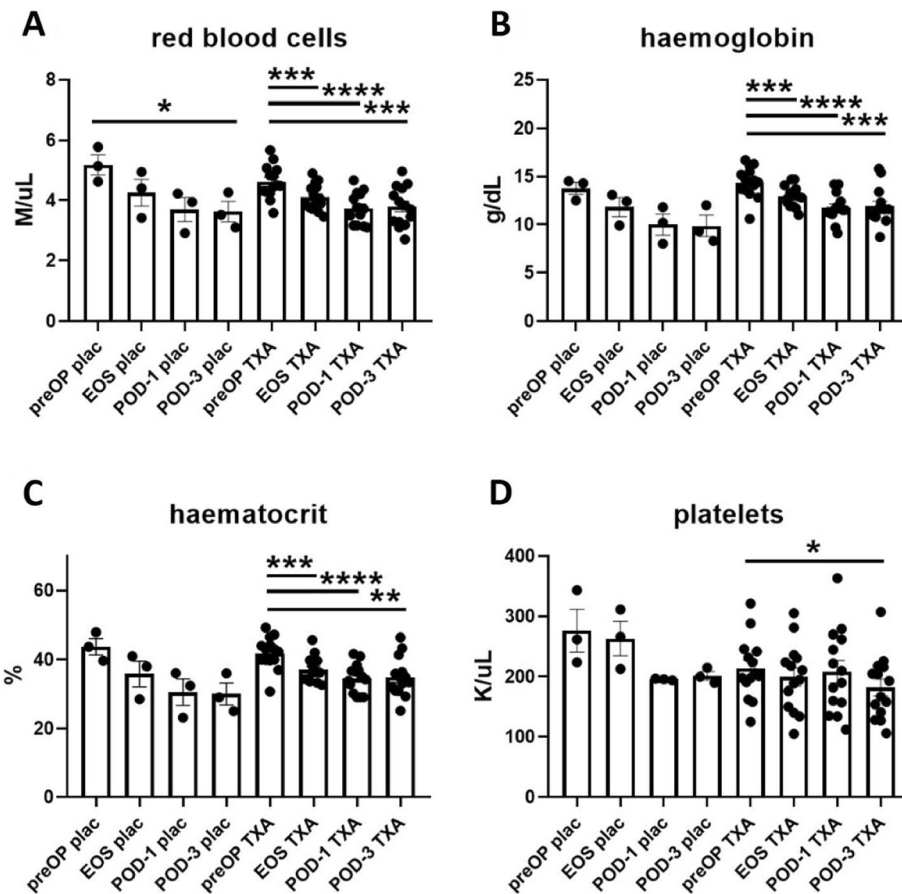 A
red blood cells
M/uL
8
6
4
2
0
*
***
****
***
preOP plac
EOS plac
POD-1 plac
POD-3 plac
preOP TXA
EOS TXA
POD-1 TXA
POD-3 TXA
B
haemoglobin
g/dL
25
20
15
10
5
0
***
****
***
preOP plac
EOS plac
POD-1 plac
POD-3 plac
preOP TXA
EOS TXA
POD-1 TXA
POD-3 TXA
C
haematocrit
%
60
40
20
0
***
****
**
preOP plac
EOS plac
POD-1 plac
POD-3 plac
preOP TXA
EOS TXA
POD-1 TXA
POD-3 TXA
D
platelets
K/uL
400
300
200
100
0
*
preOP plac
EOS plac
POD-1 plac
POD-3 plac
preOP TXA
EOS TXA
POD-1 TXA
POD-3 TXA